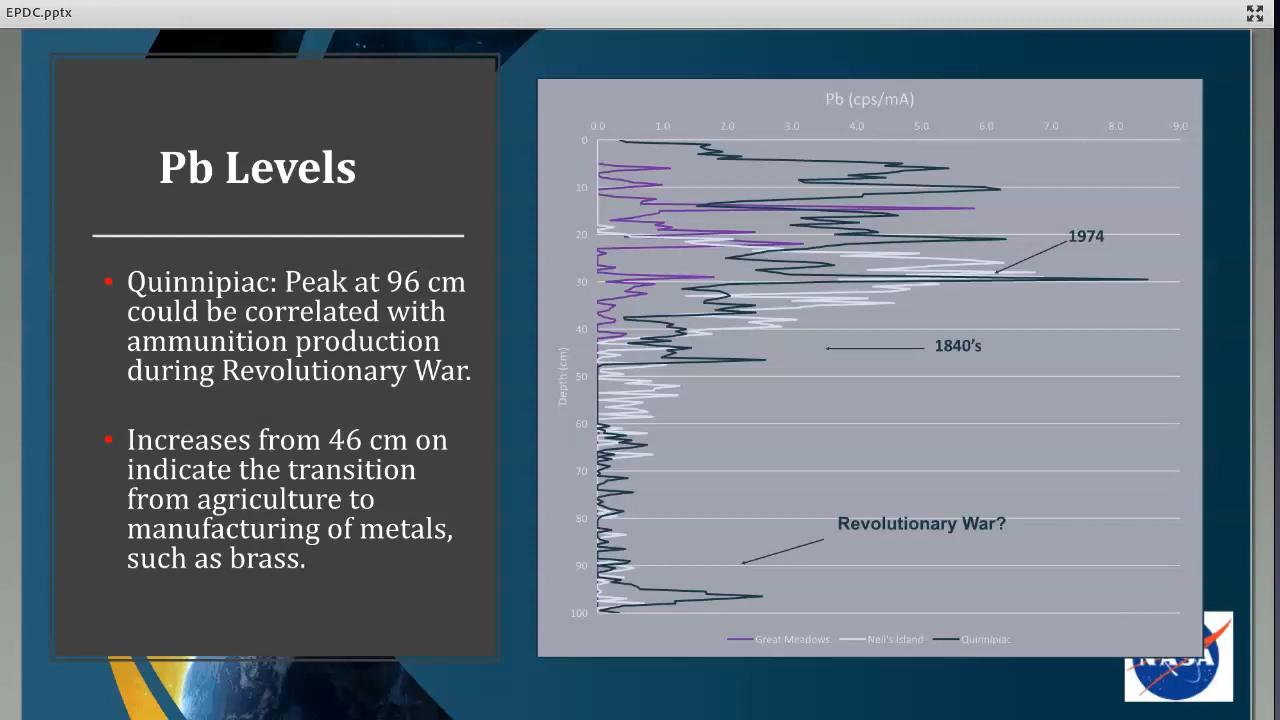 EPDC.pptx
Pb Levels
• Quinnipiac: Peak at 96 cm
could be correlated with
ammunition production
during Revolutionary War.
• Increases from 46 cm on
indicate the transition
from agriculture to
manufacturing of metals,
such as brass.
Pb (cps/mA)
0.0 1.0 2.0 3.0 4.0 5.0 6.0 7.0 8.0 9.0
0
10
20
30
40
50
60
70
80
90
100
Depth (cm)
1974
1840's
Revolutionary War?
Great Meadows Nell's Island Quinnipiac
NASA